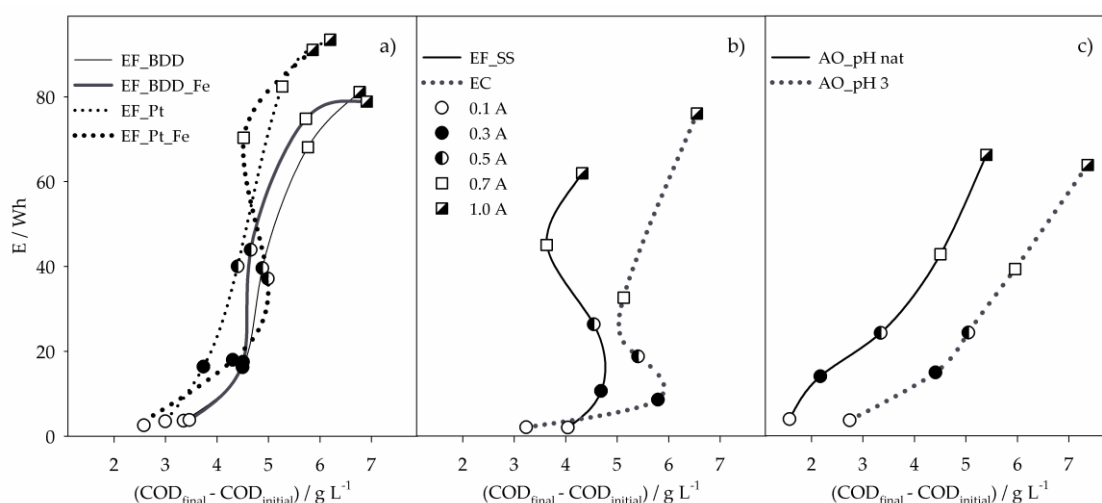 E / Wh
80
60
40
20
0
a)
EF_BDD
EF_BDD_Fe
EF_Pt
EF_Pt_Fe
2 3 4 5 6 7
(COD_final - COD_initial) / g L⁻¹
b)
EF_SS
EC
0.1 A
0.3 A
0.5 A
0.7 A
1.0 A
2 3 4 5 6 7
(COD_final - COD_initial) / g L⁻¹
c)
AO_pH nat
AO_pH 3
2 3 4 5 6 7
(COD_final - COD_initial) / g L⁻¹